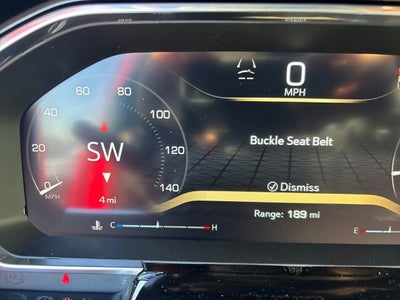 0
MPH
60
80
40
100
20
120
0
140
MPH
SW
4 mi
Buckle Seat Belt
Dismiss
Range: 189 mi
C
H
E